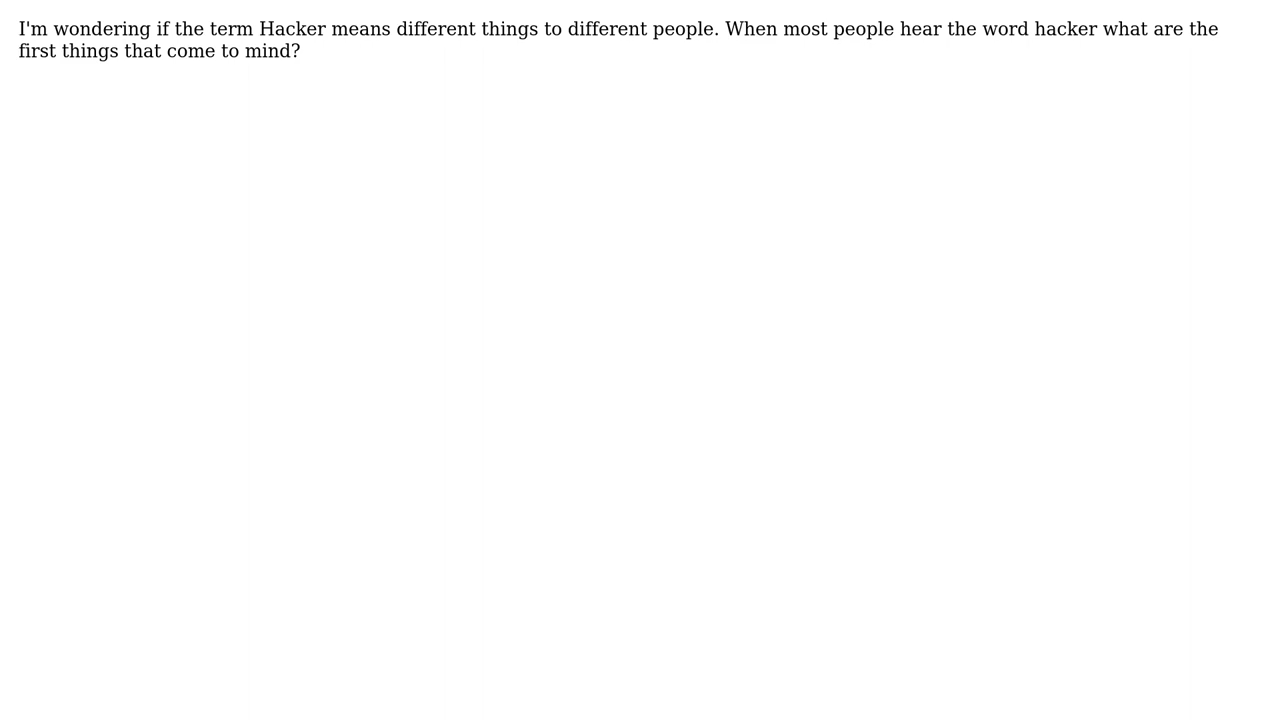 I'm wondering if the term Hacker means different things to different people. When most people hear the word hacker what are the
first things that come to mind?